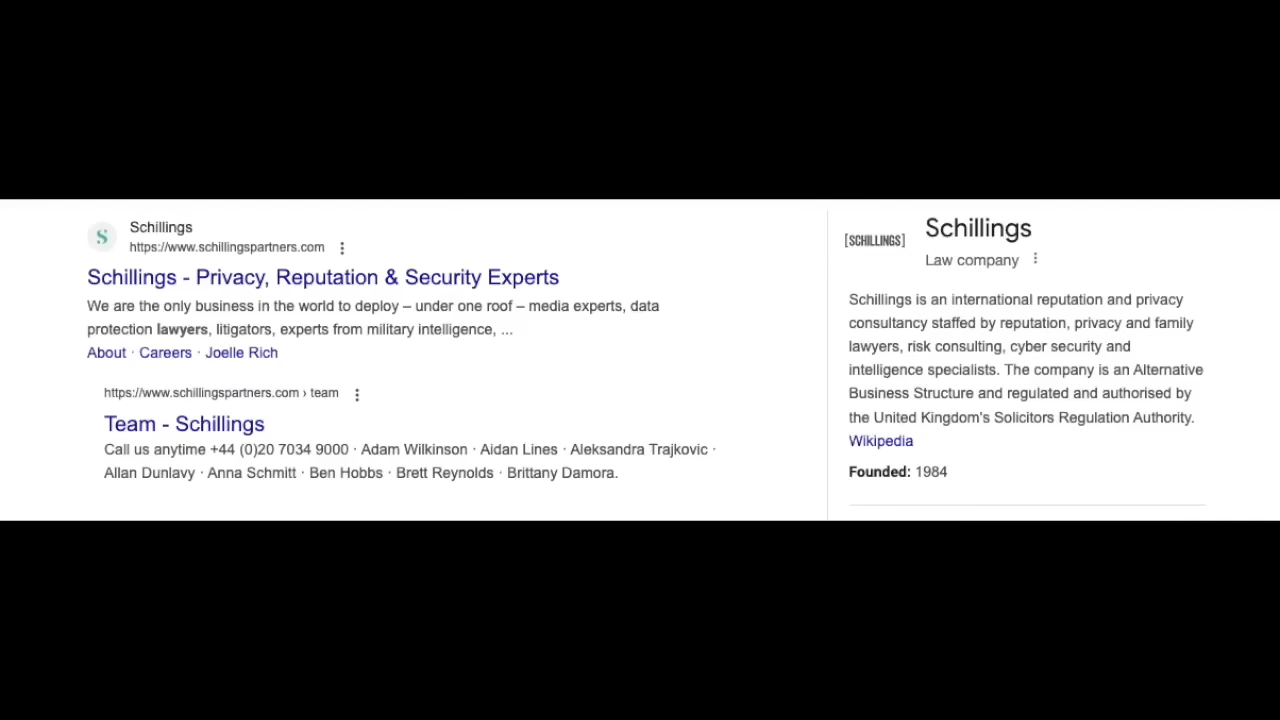 Schillings
https://www.schillingspartners.com
Schillings - Privacy, Reputation & Security Experts
We are the only business in the world to deploy – under one roof – media experts, data
protection lawyers, litigators, experts from military intelligence, ...
About · Careers · Joelle Rich
https://www.schillingspartners.com › team
Team - Schillings
Call us anytime +44 (0)20 7034 9000 · Adam Wilkinson · Aidan Lines · Aleksandra Trajkovic ·
Allan Dunlavy · Anna Schmitt · Ben Hobbs · Brett Reynolds · Brittany Damora.
[SCHILLINGS]
Schillings
Law company
Schillings is an international reputation and privacy
consultancy staffed by reputation, privacy and family
lawyers, risk consulting, cyber security and
intelligence specialists. The company is an Alternative
Business Structure and regulated and authorised by
the United Kingdom's Solicitors Regulation Authority.
Wikipedia
Founded: 1984